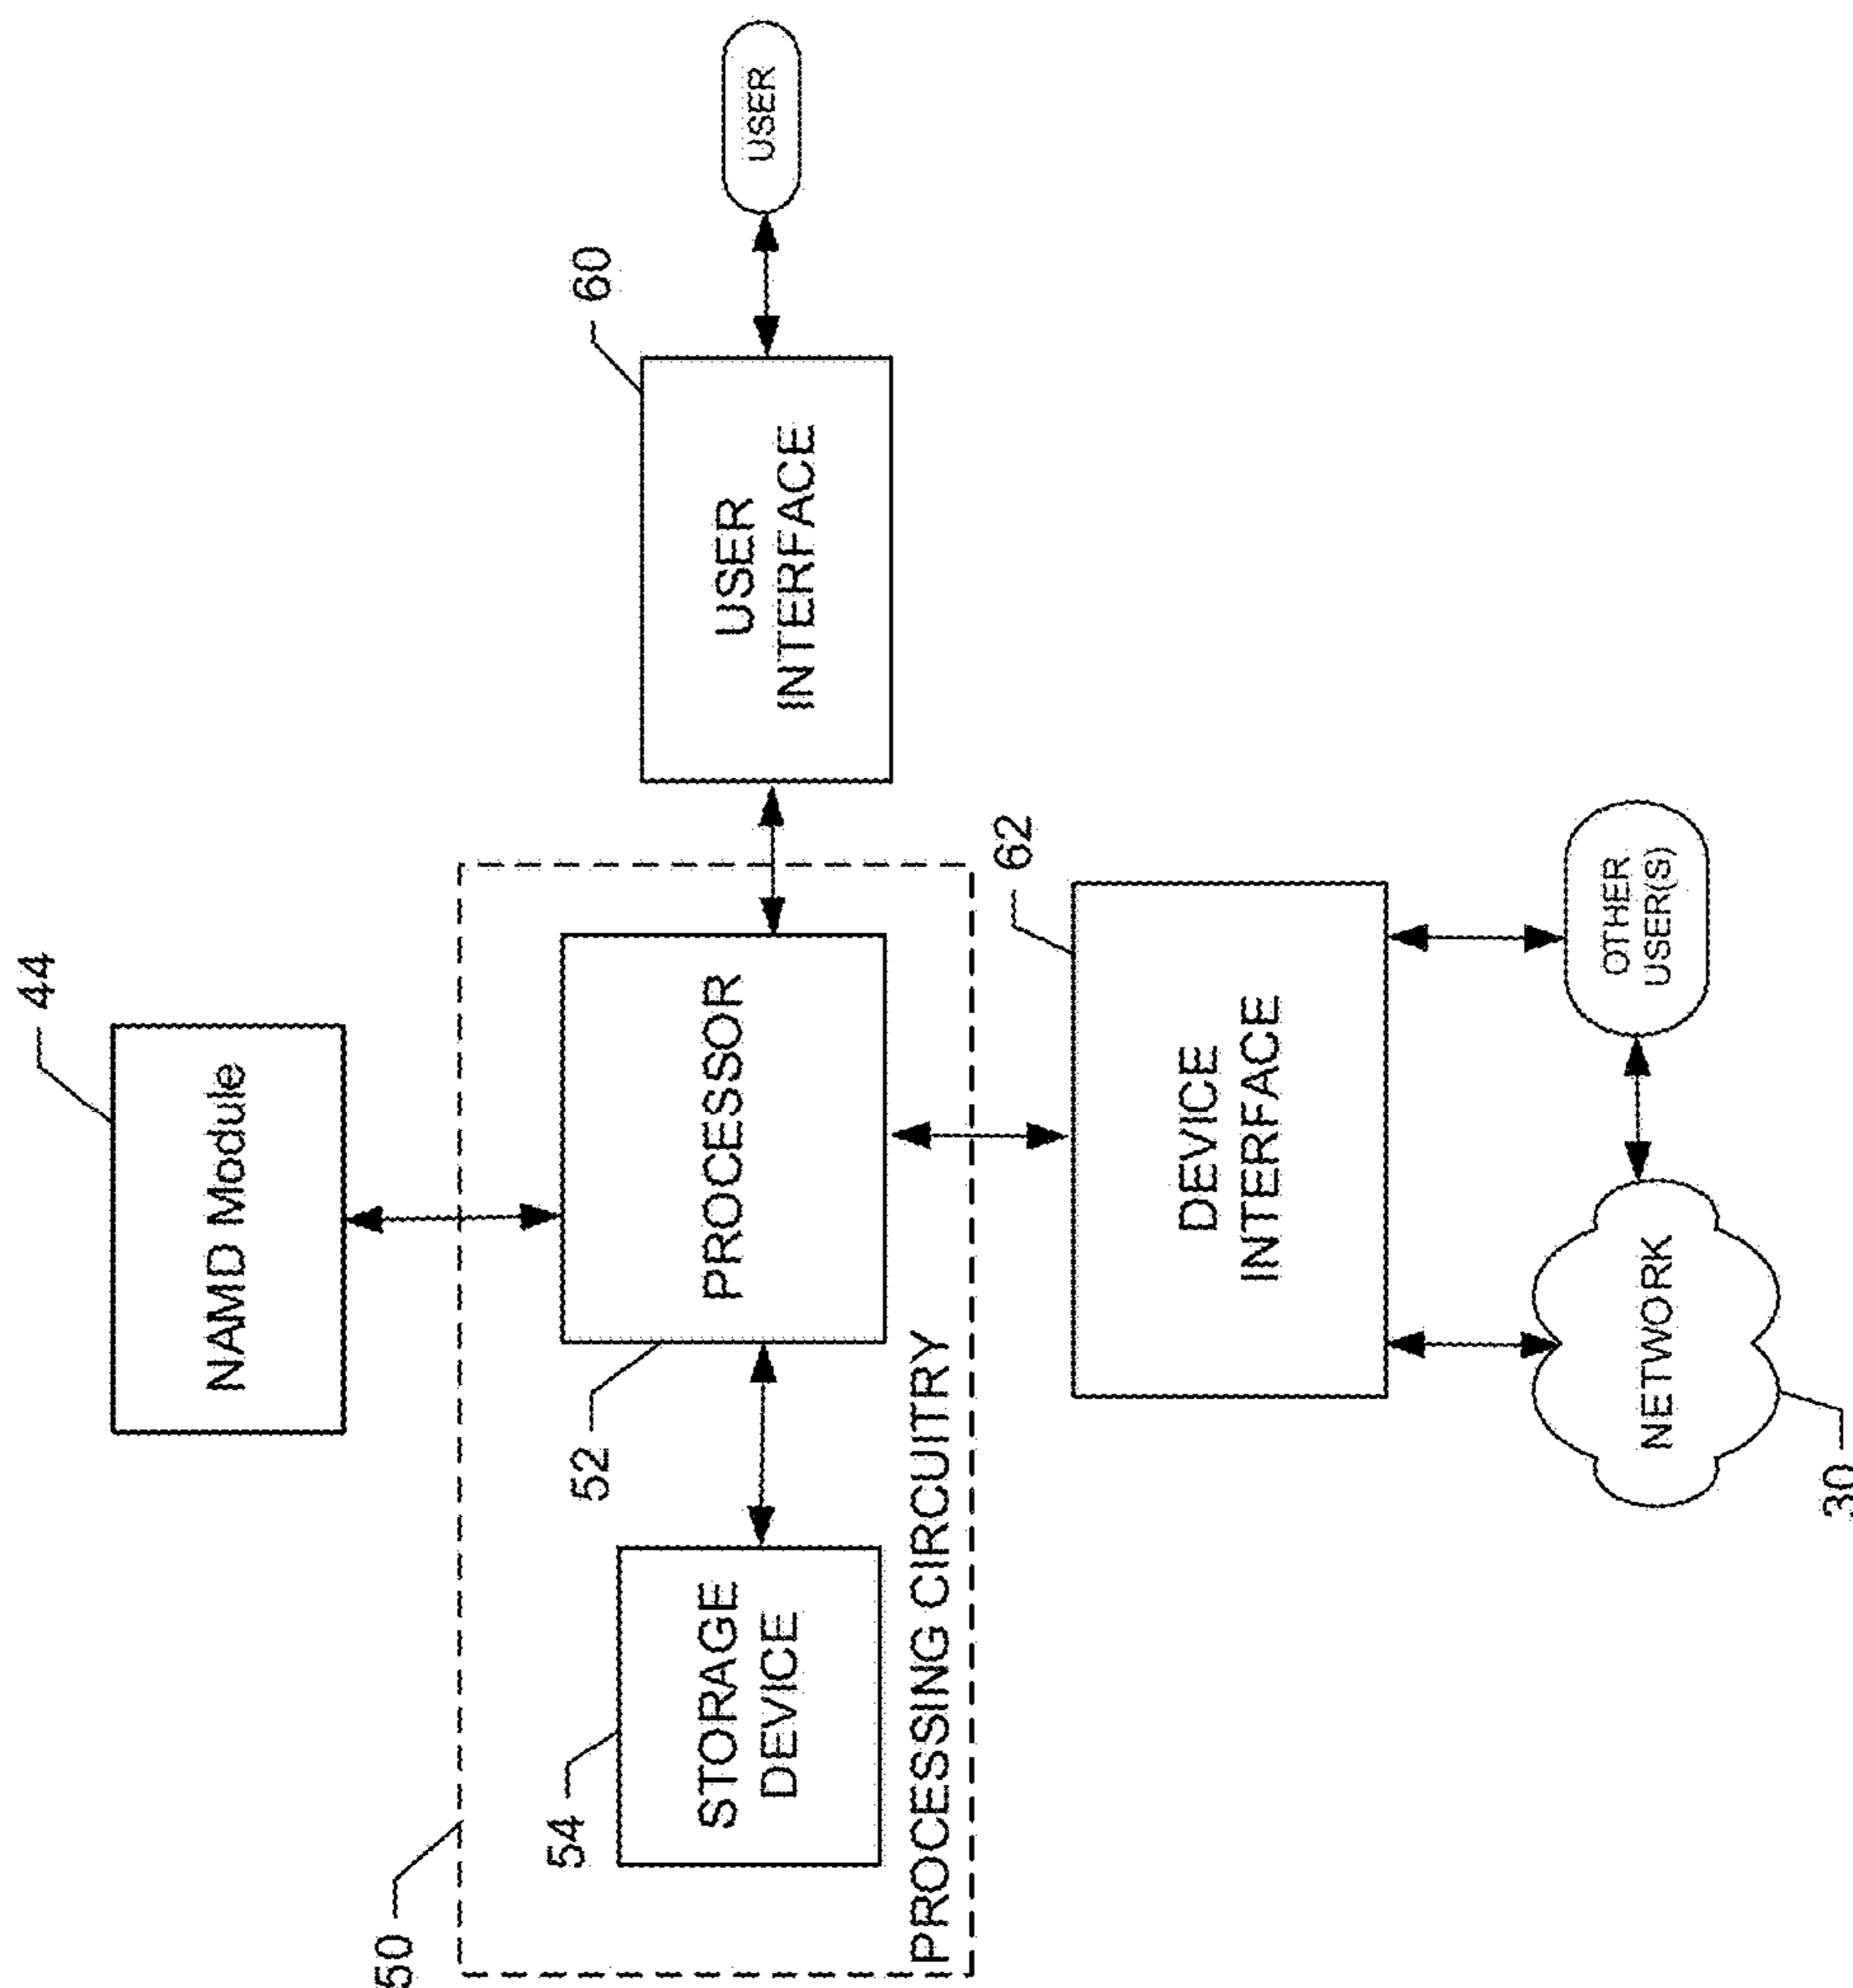 44
NAMD Module
50
54
STORAGE
DEVICE
52
PROCESSOR
PROCESSING CIRCUITRY
60
USER
INTERFACE
USER
62
DEVICE
INTERFACE
NETWORK
30
OTHER
USER(S)